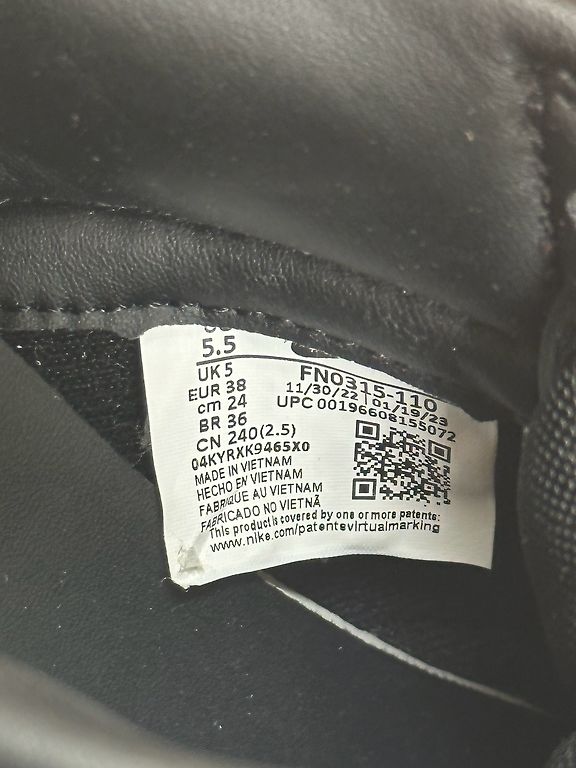 5.5
UK 5
EUR 38
cm 24
BR 36
CN 240(2.5)
FN0315-110
11/30/22 | 01/19/23
UPC 00196608155072
04KYRXK9465X0
MADE IN VIETNAM
HECHO EN VIETNAM
FABRIQUE AU VIETNAM
FABRICADO NO VIETNÃ
This product is covered by one or more patents:
www.nike.com/patentevirtualmarking